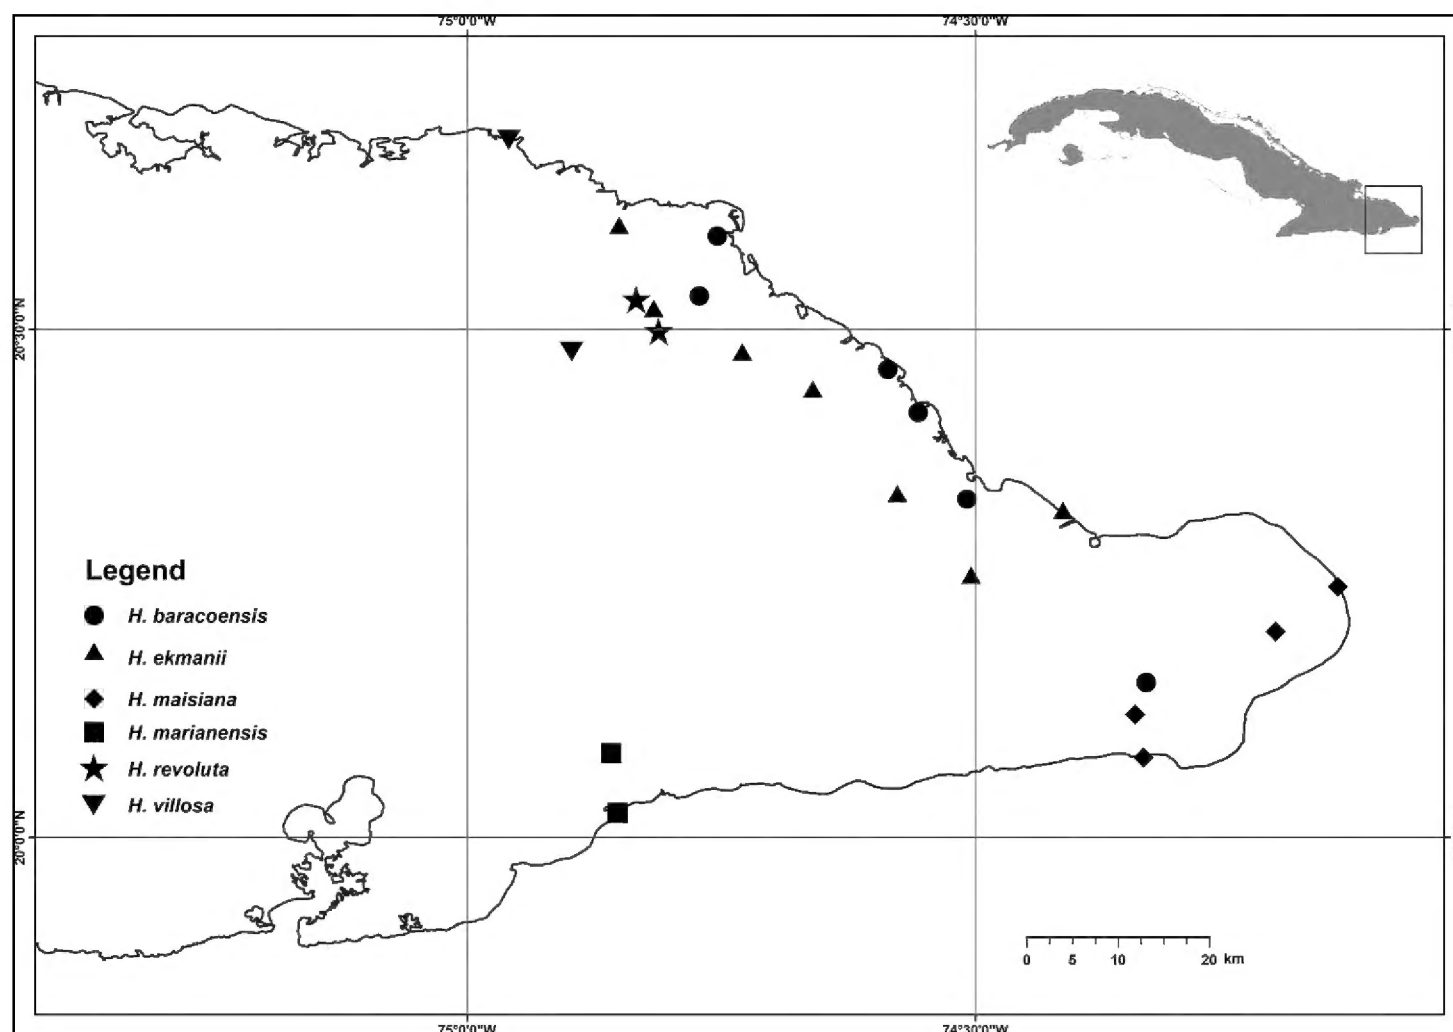 75°0'0"W 74°30'0"W
20°30'0"N
Legend
H. baracoensis
H. ekmanii
H. maisiana
H. marianensis
H. revoluta
H. villosa
20°0'0"N
0 5 10 20 km
75°0'0"W 74°30'0"W